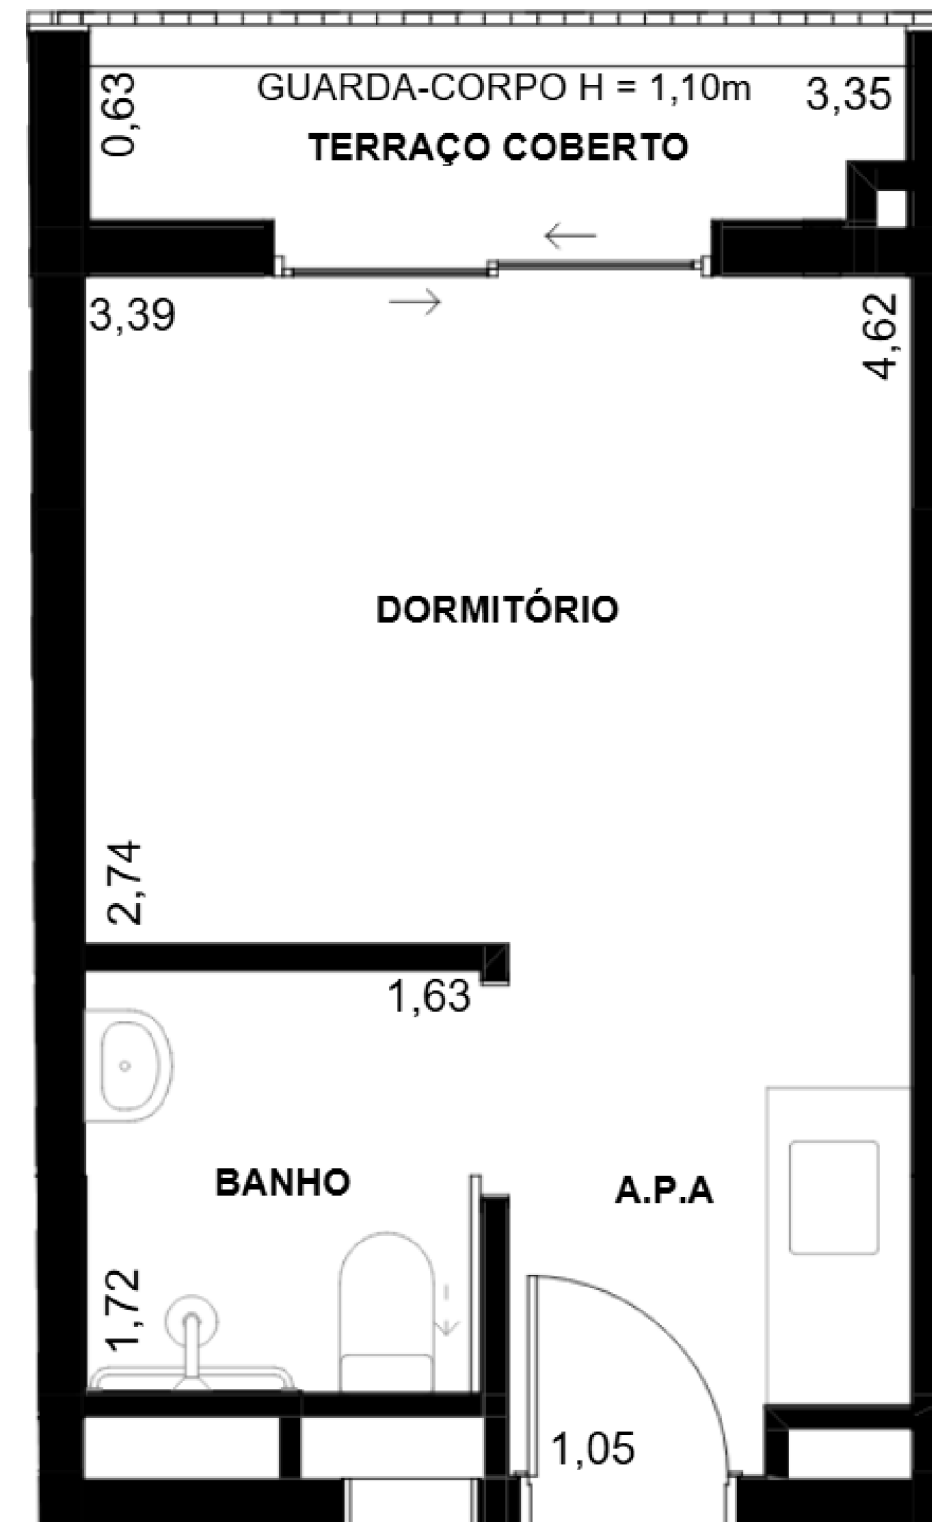 0,63
GUARDA-CORPO H = 1,10m
3,35
TERRAÇO COBERTO
3,39
4,62
DORMITÓRIO
2,74
1,63
BANHO
A.P.A
1,72
1,05